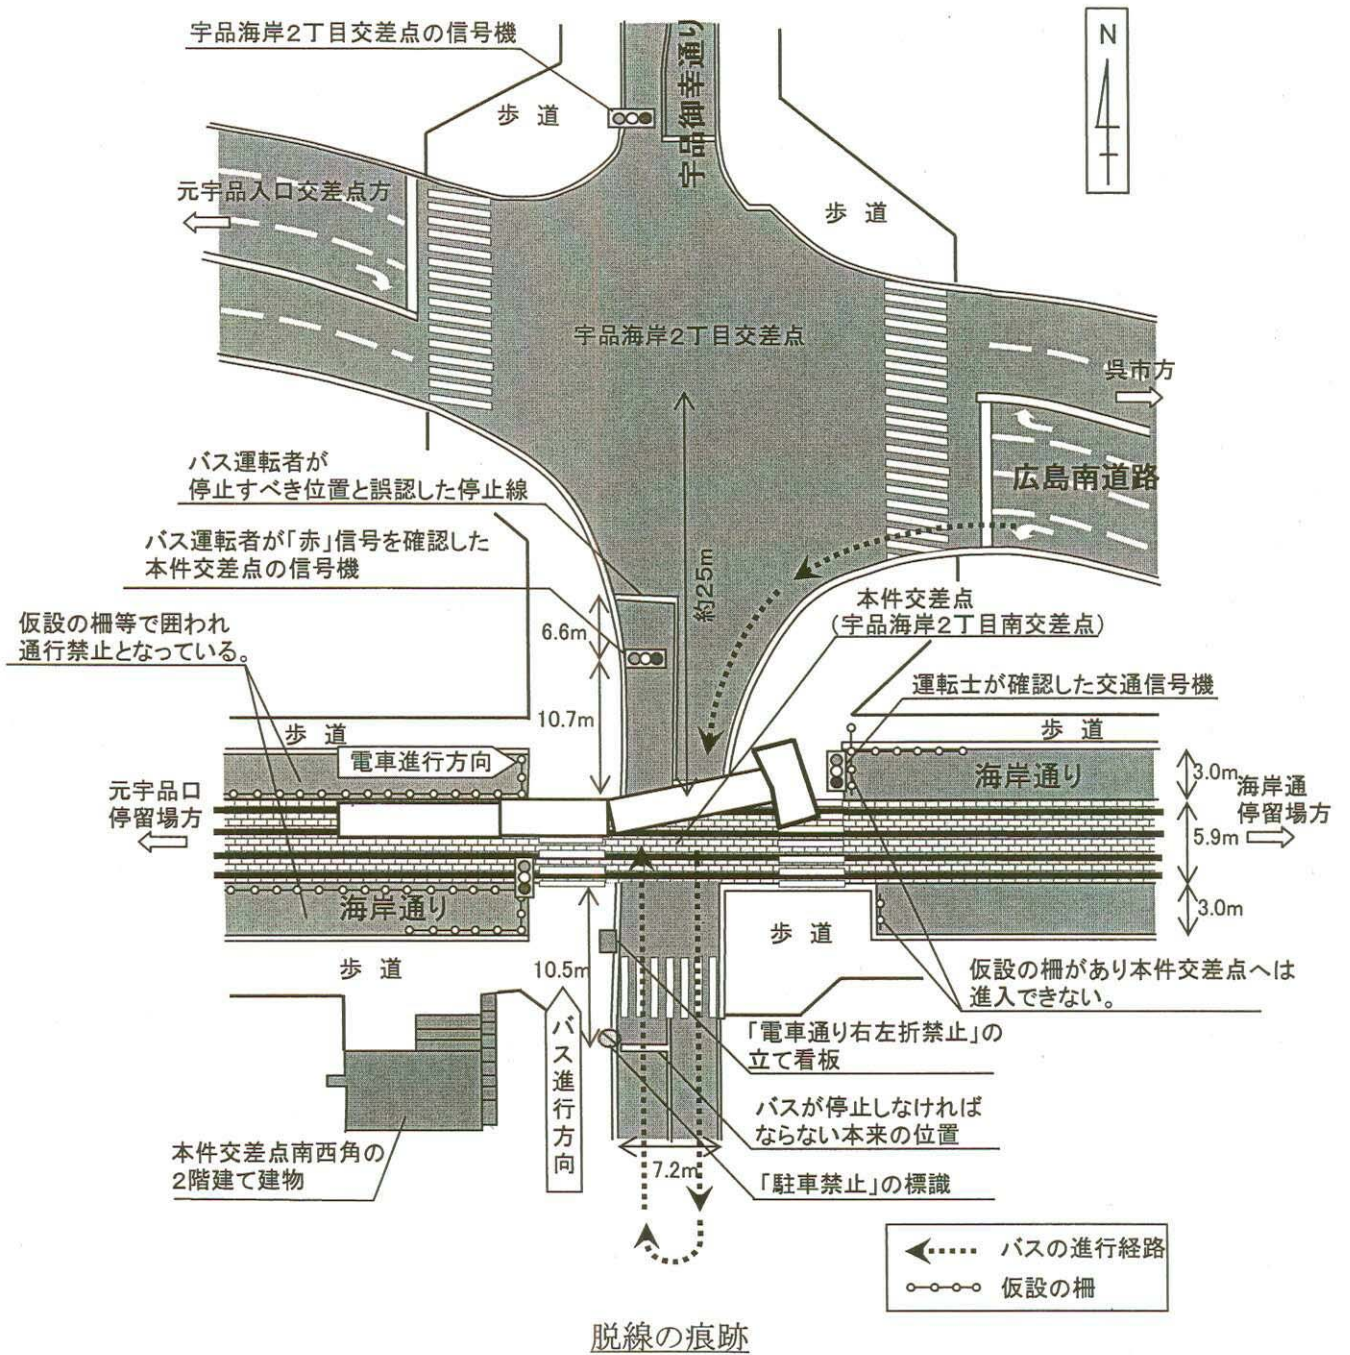 宇品海岸2丁目交差点の信号機
宇品御幸通り
N
歩 道
歩 道
元宇品入口交差点方
宇品海岸2丁目交差点
呉市方
広島南道路
バス運転者が
停止すべき位置と誤認した停止線
バス運転者が「赤」信号を確認した
本件交差点の信号機
約25m
本件交差点
(宇品海岸2丁目南交差点)
仮設の柵等で囲われ
通行禁止となっている。
6.6m
運転士が確認した交通信号機
10.7m
歩 道
歩 道
電車進行方向
海岸通り
3.0m
元宇品口
停留場方
海岸通
停留場方
5.9m
海岸通り
3.0m
歩 道
歩 道
10.5m
仮設の柵があり本件交差点へは
進入できない。
バス進行方向
「電車通り右左折禁止」の
立て看板
バスが停止しなければ
ならない本来の位置
本件交差点南西角の
2階建て建物
7.2m
「駐車禁止」の標識
バスの進行経路
仮設の柵
脱線の痕跡